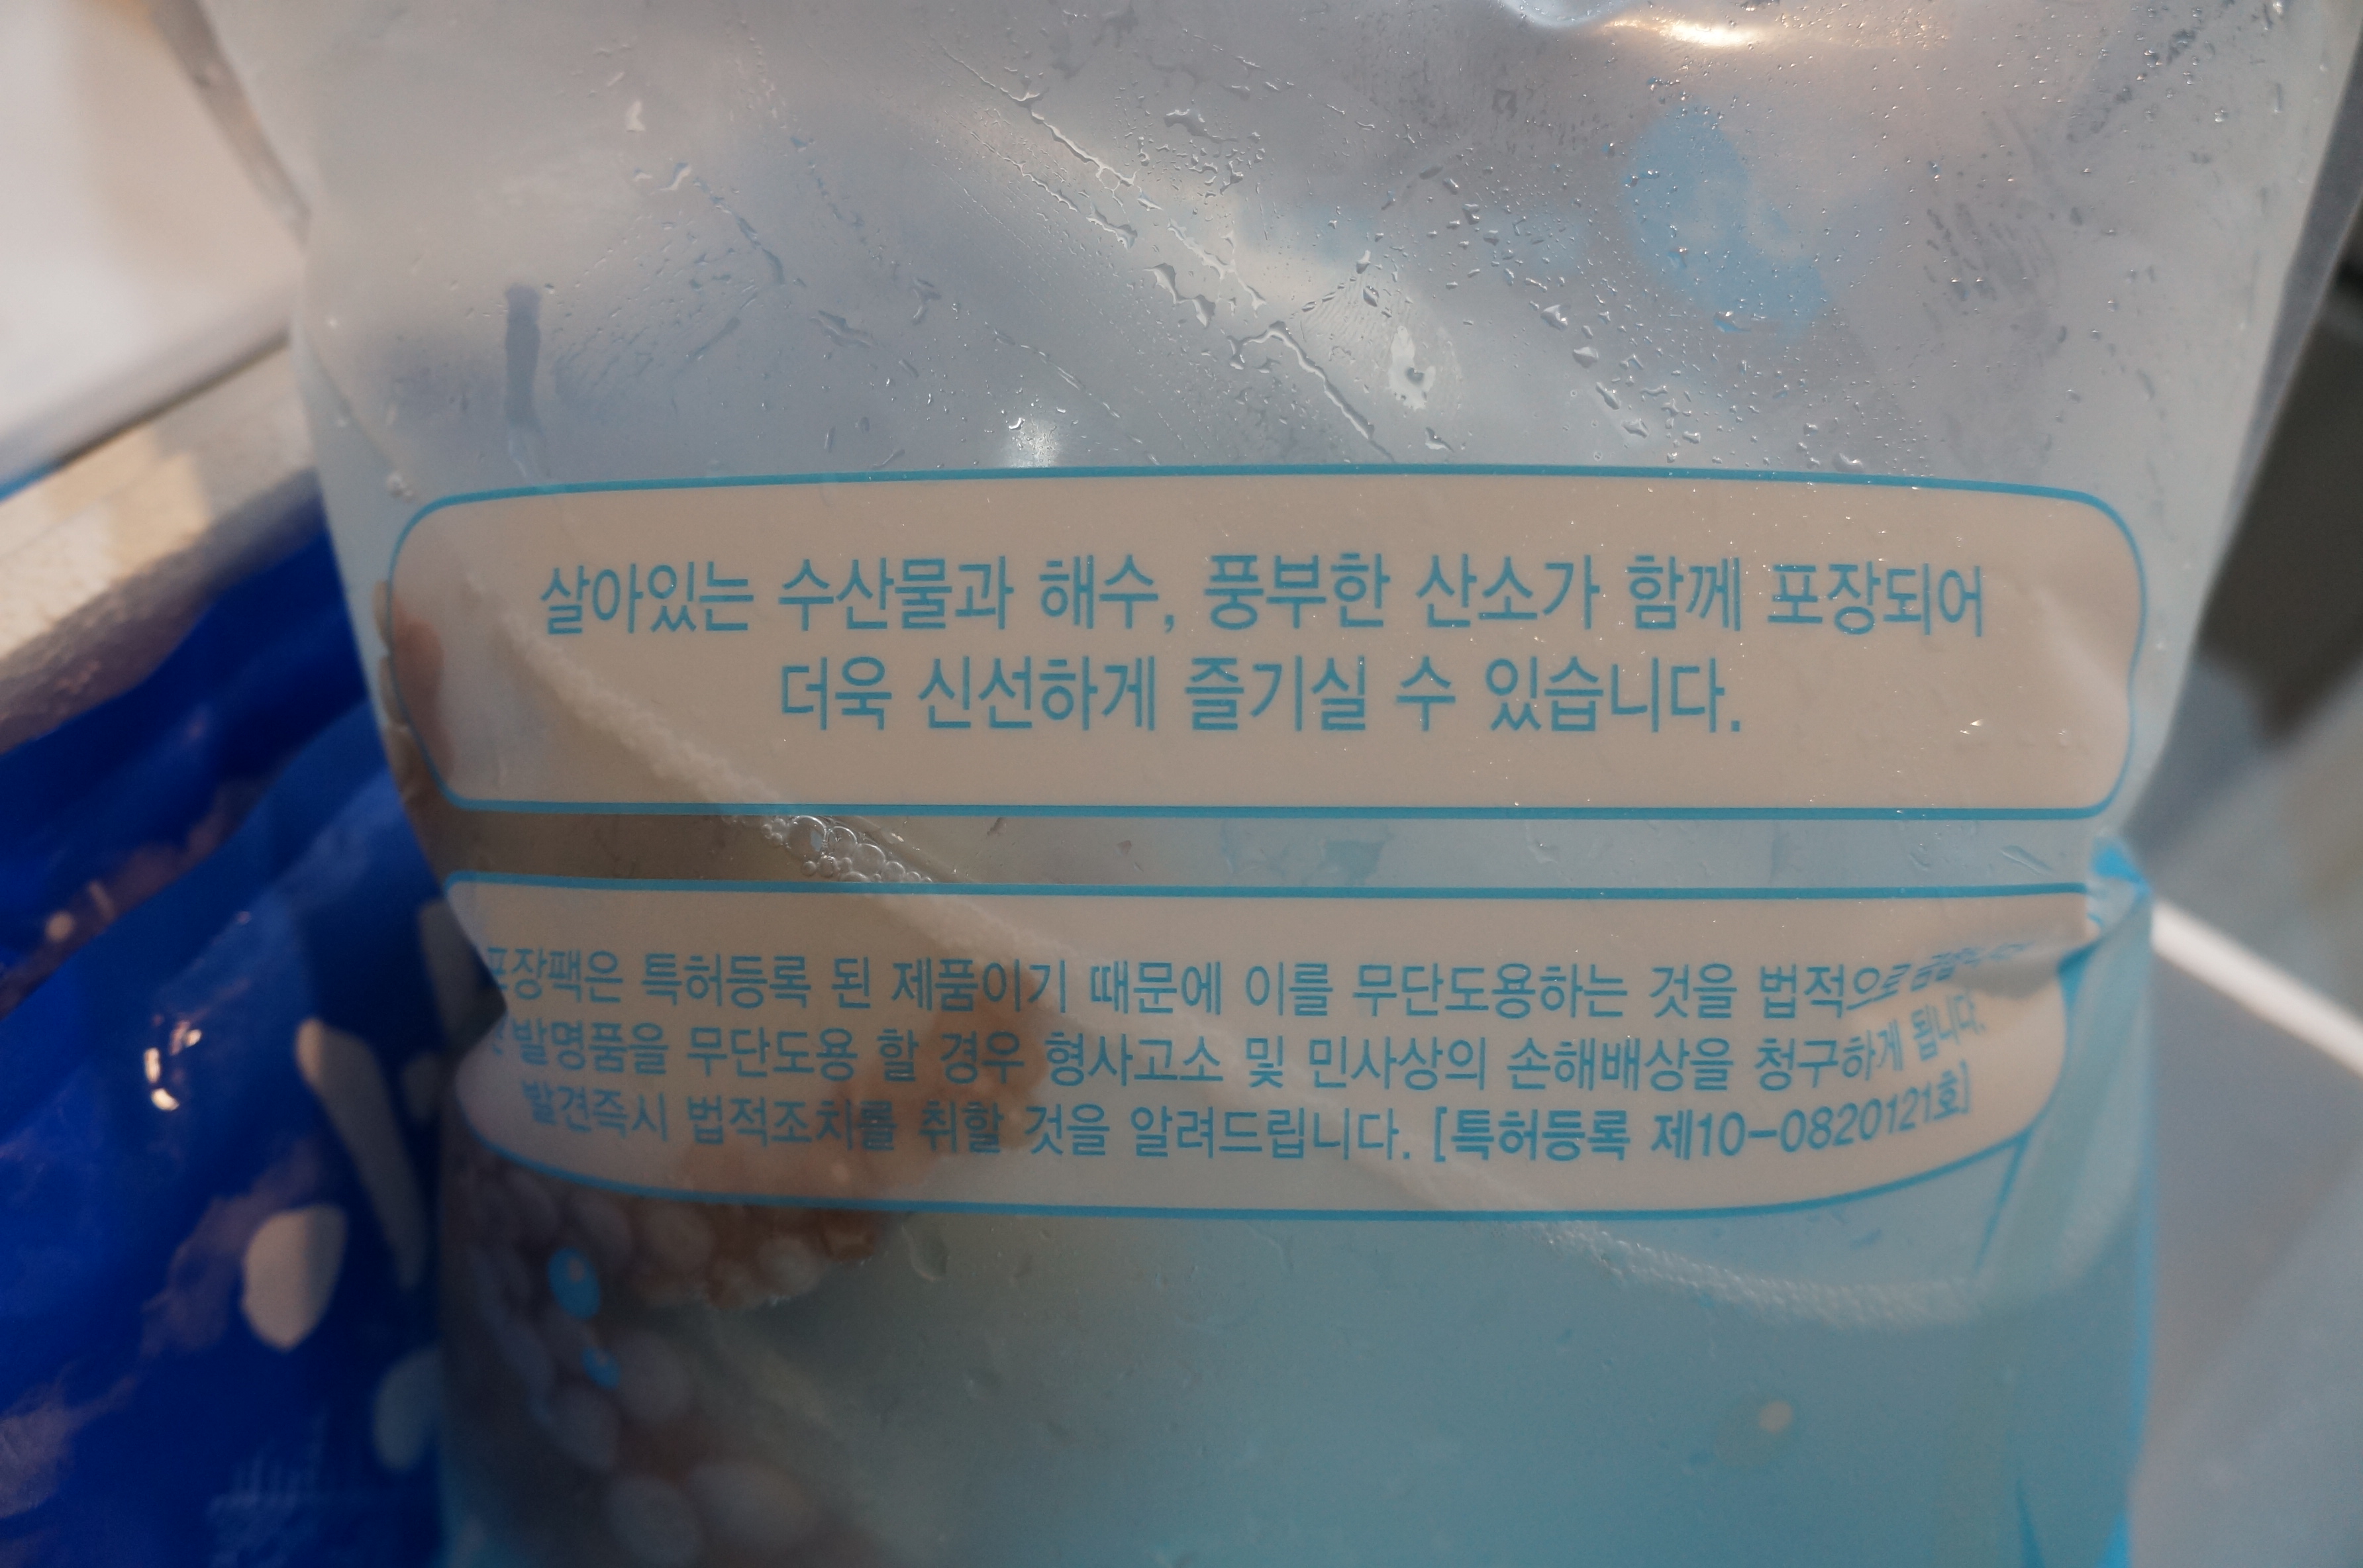 살아있는 수산물과 해수, 풍부한 산소가 함께 포장되어
더욱 신선하게 즐기실 수 있습니다.
특허등록 된 제품이기 때문에 이를 무단도용하는 것을 법적으로
발명품을 무단도용 할 경우 형사고소 및 민사상의 손해배상을 청구하게 됩니다.
발견즉시 법적조치를 취할 것을 알려드립니다. [특허등록 제10-0820121호]